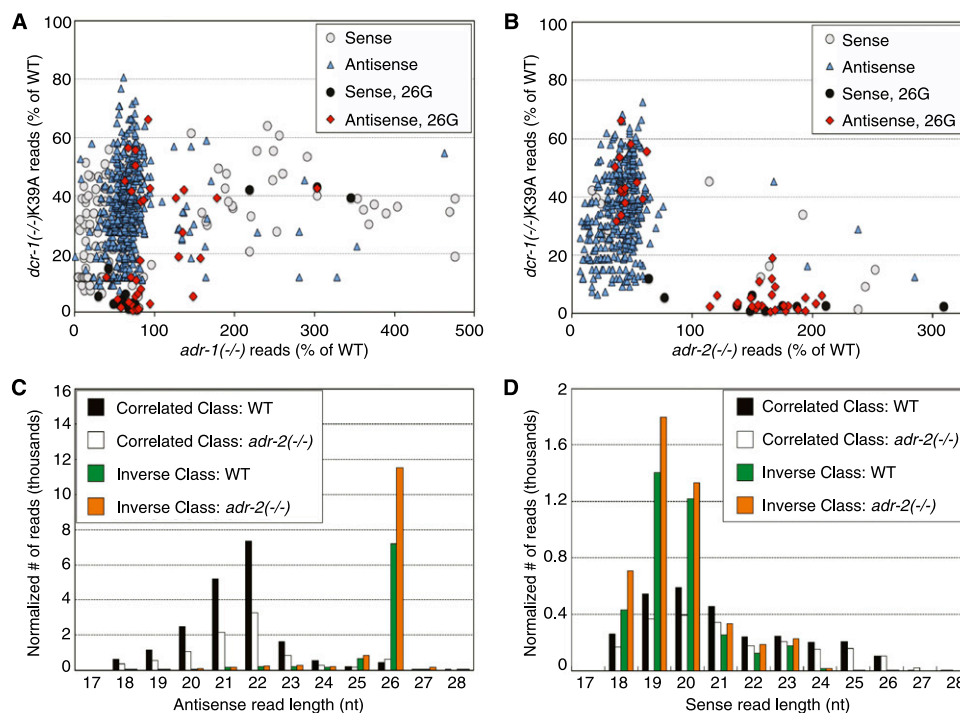 A
100
80
60
40
20
0
dcr-1(-/-)K39A reads (% of WT)
Sense
Antisense
Sense, 26G
Antisense, 26G
0 100 200 300 400 500
adr-1(-/-) reads (% of WT)
B
100
80
60
40
20
0
dcr-1(-/-)K39A reads (% of WT)
Sense
Antisense
Sense, 26G
Antisense, 26G
0 100 200 300
adr-2(-/-) reads (% of WT)
C
16
14
12
10
8
6
4
2
0
Normalized # of reads (thousands)
Correlated Class: WT
Correlated Class: adr-2(-/-)
Inverse Class: WT
Inverse Class: adr-2(-/-)
17 18 19 20 21 22 23 24 25 26 27 28
Antisense read length (nt)
D
2
1.6
1.2
0.8
0.4
0
Normalized # of reads (thousands)
Correlated Class: WT
Correlated Class: adr-2(-/-)
Inverse Class: WT
Inverse Class: adr-2(-/-)
17 18 19 20 21 22 23 24 25 26 27 28
Sense read length (nt)